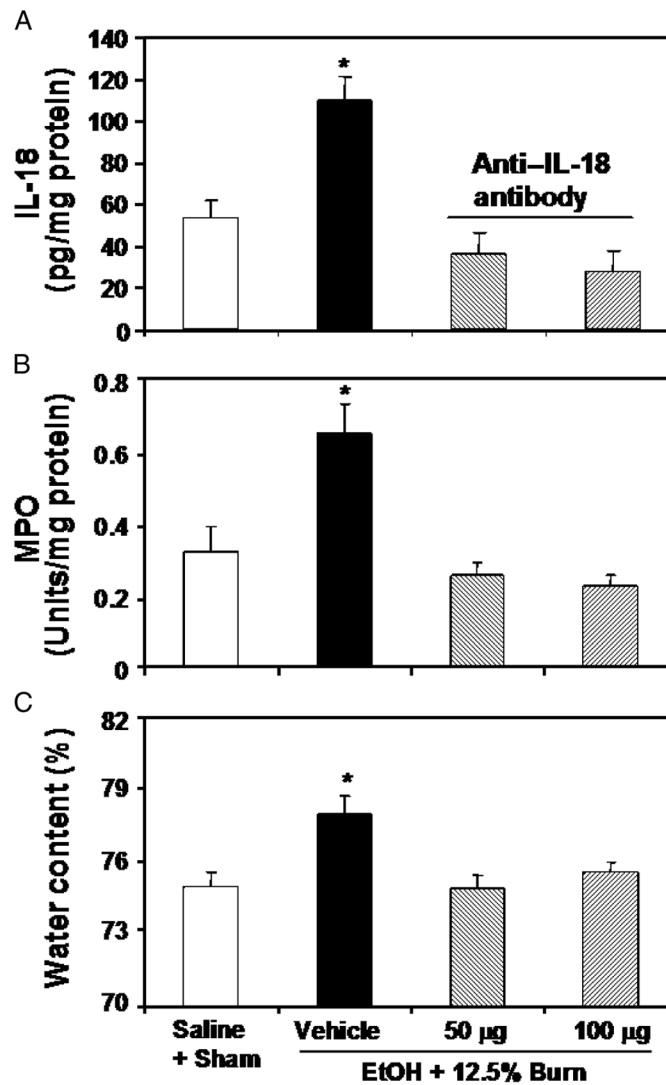 A
IL-18
(pg/mg protein)
140
120
100
80
60
40
20
0
*
Anti–IL-18
antibody
B
MPO
(Units/mg protein)
0.8
0.6
0.4
0.2
0
*
C
Water content (%)
82
79
76
73
70
*
Saline
+ Sham
Vehicle
50 µg
100 µg
EtOH + 12.5% Burn